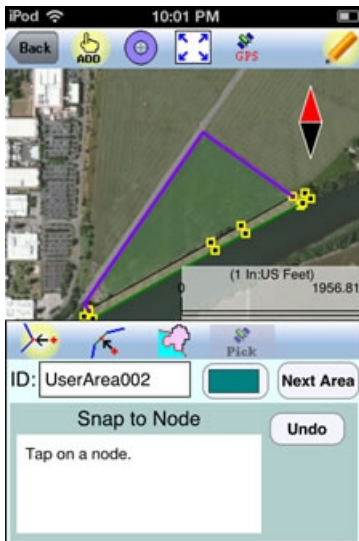 iPod 10:01 PM
Back ADD GPS
(1 In:US Feet)
0 1956.81
Pick
ID: UserArea002 Next Area
Snap to Node Undo
Tap on a node.